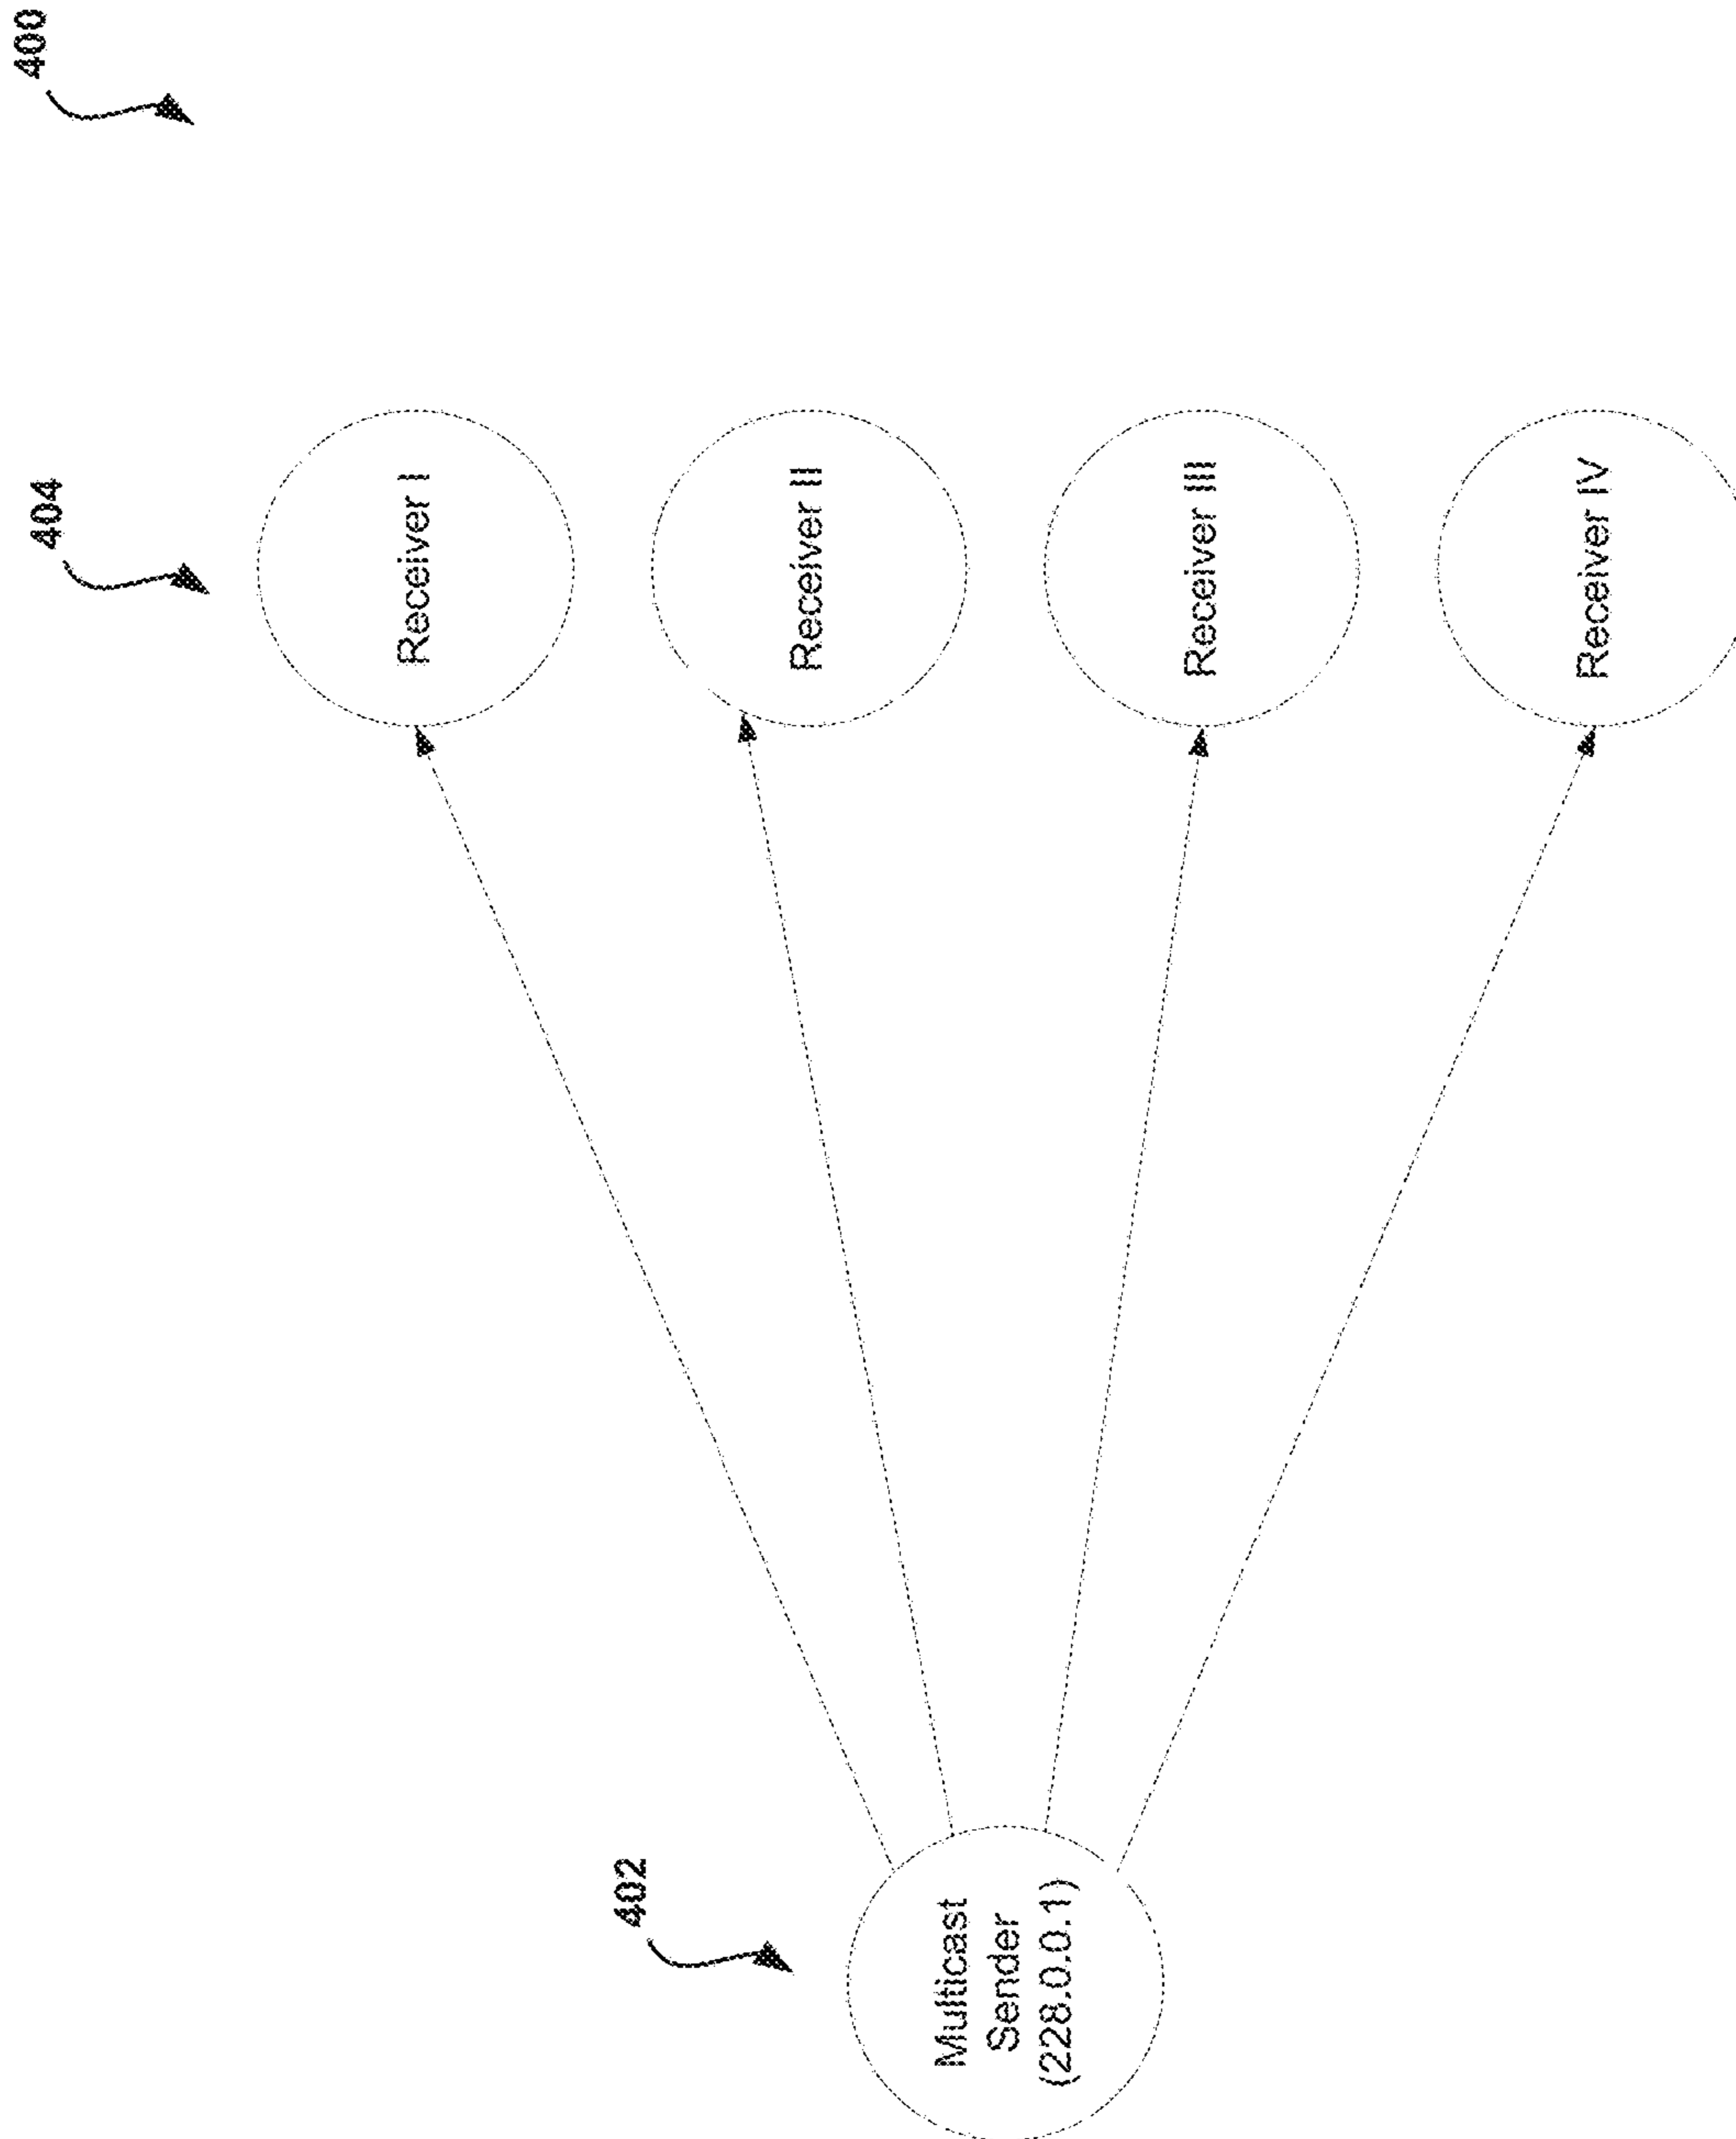 400
404
Receiver I
Receiver II
Receiver III
Receiver IV
402
Multicast
Sender
(228.0.0.1)